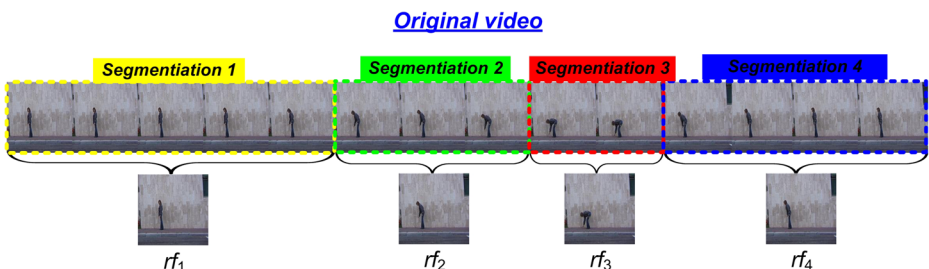 Original video
Segmentiation 1
Segmentiation 2
Segmentiation 3
Segmentiation 4
rf1
rf2
rf3
rf4